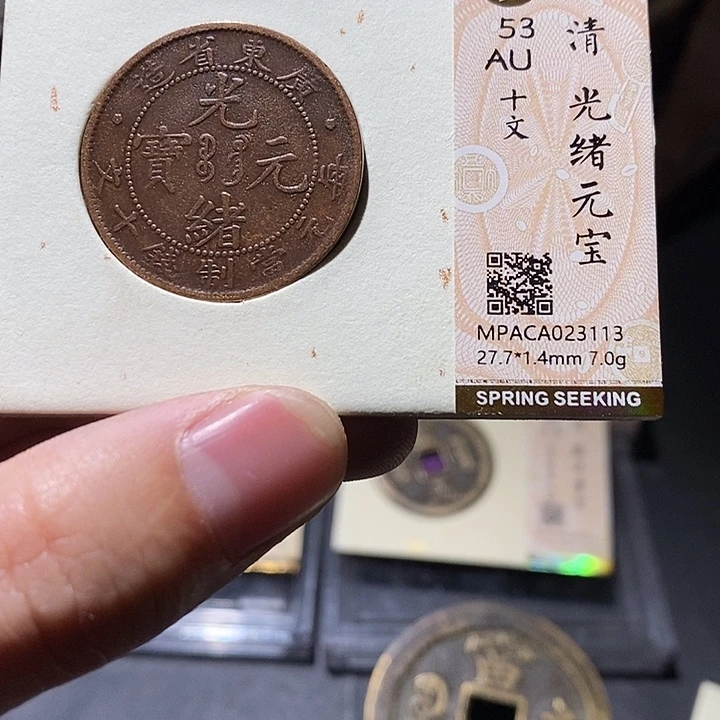 廣東省造
光緒元寶
每元當制錢十文
53
AU
十文
清 光緒元宝
MPACA023113
27.7*1.4mm 7.0g
SPRING SEEKING